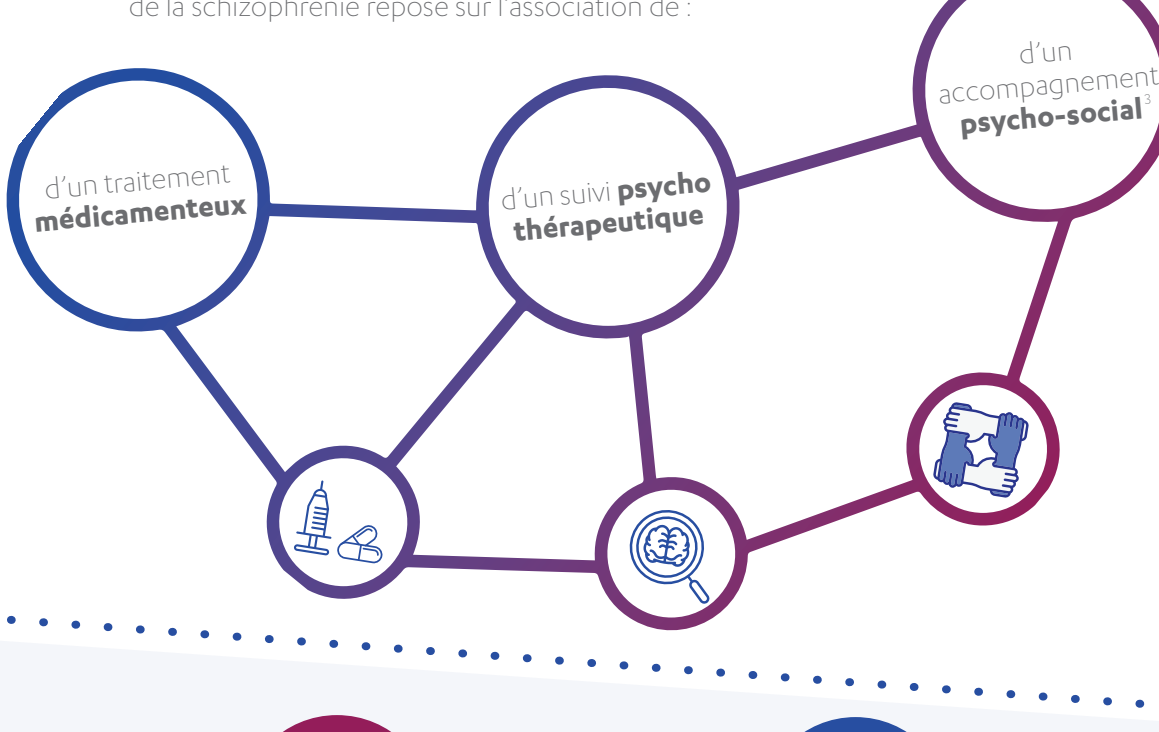 de la schizophrénie repose sur l'association de :
d'un traitement
médicamenteux
d'un suivi psycho
thérapeutique
d'un
accompagnement
psycho-social³